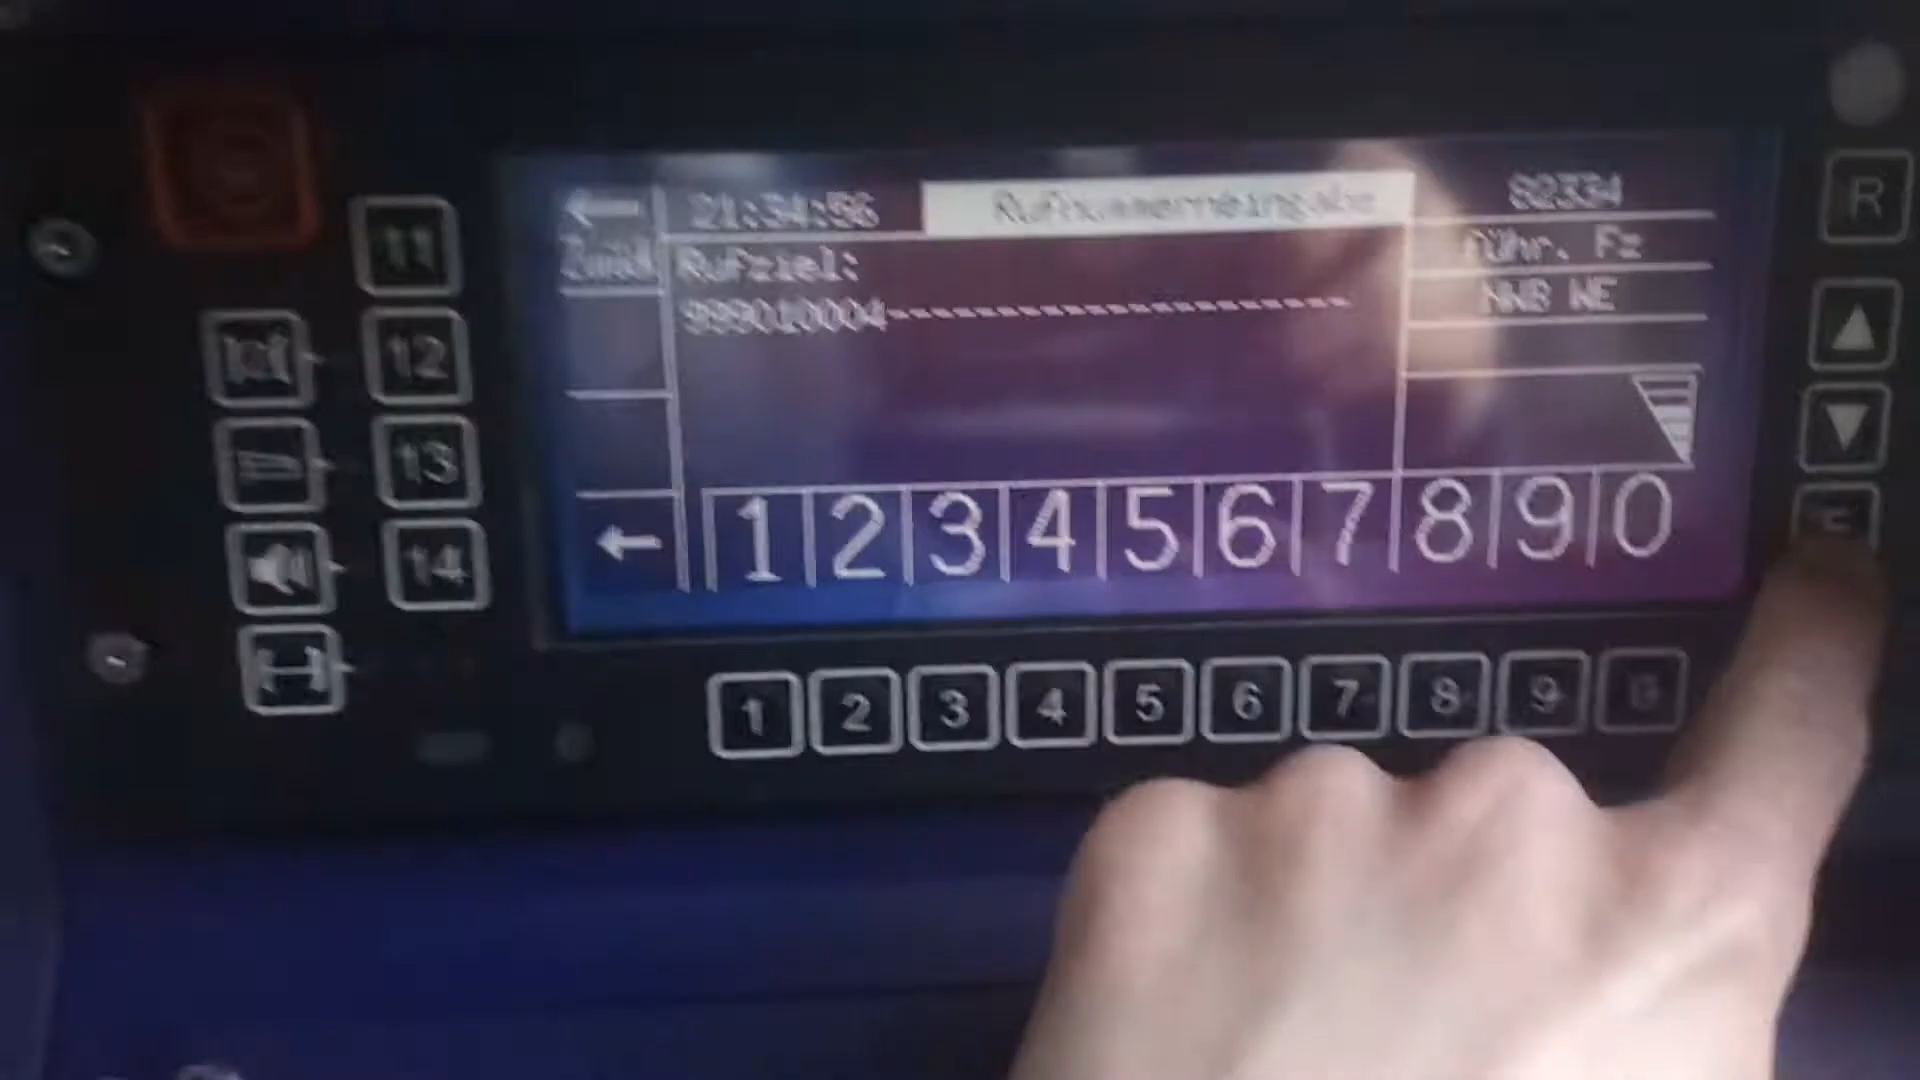 21:34:56
Rufnummerneingabe
82334
Zurück
Rufziel:
Führ. Fz
999010004
NWB NE
1 2 3 4 5 6 7 8 9 0
R
11
12
13
14
1 2 3 4 5 6 7 8 9 0